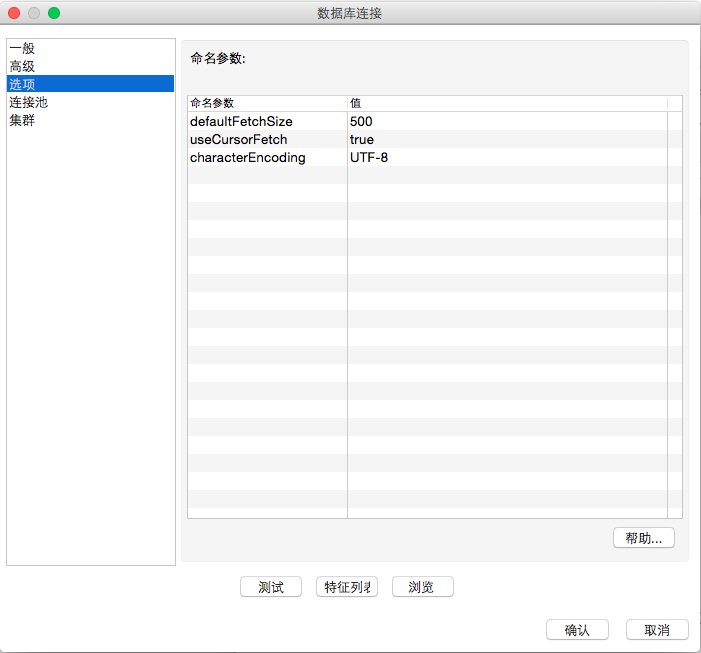 数据库连接
一般
高级
选项
连接池
集群
命名参数:
命名参数 值
defaultFetchSize 500
useCursorFetch true
characterEncoding UTF-8
帮助...
测试 特征列表 浏览
确认 取消